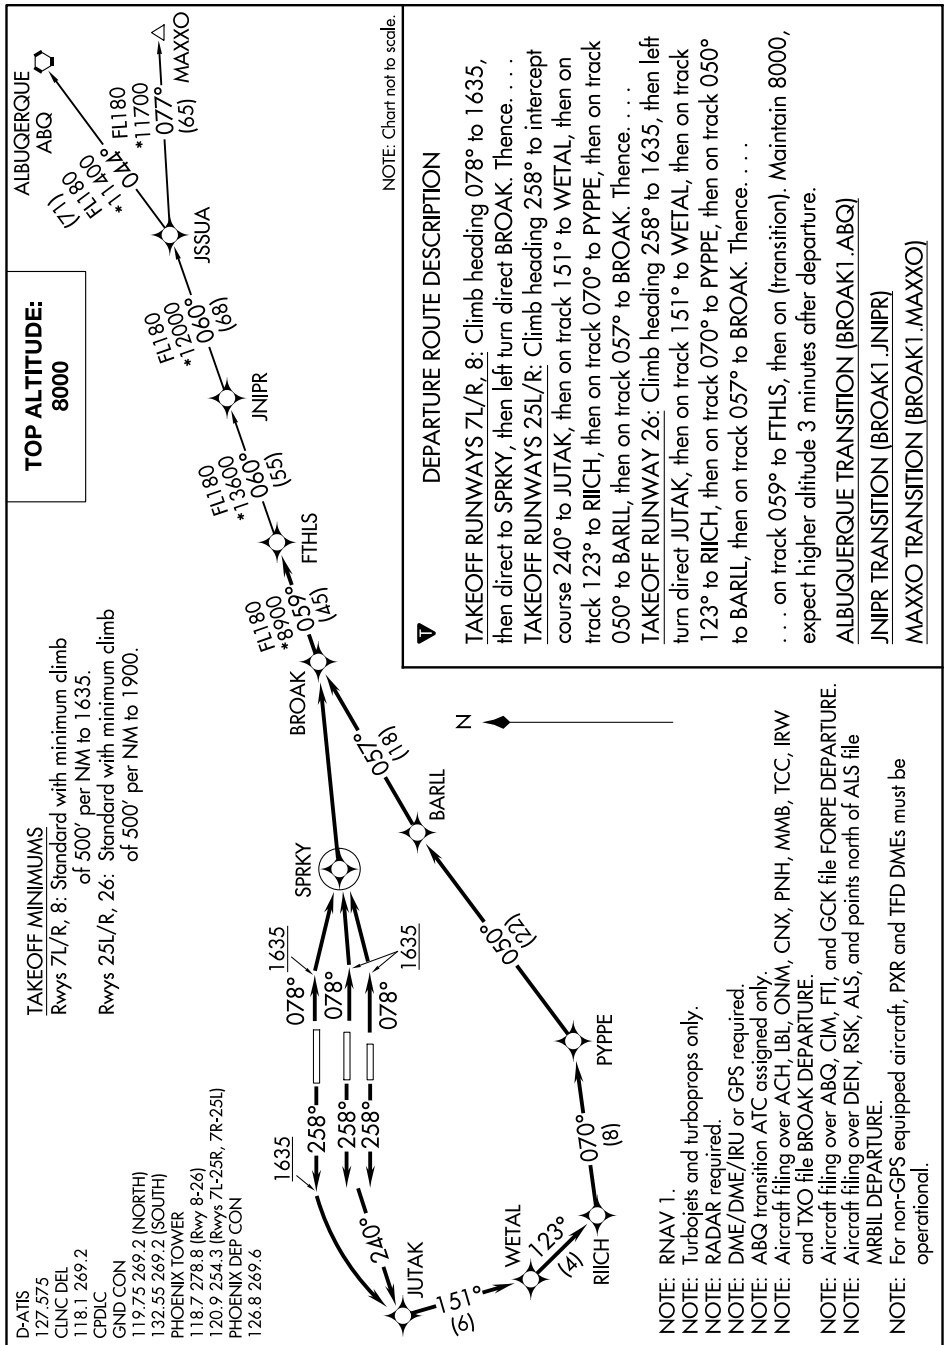 D-ATIS
127.575
CLNC DEL
118.1 269.2
CPDLC
GND CON
119.75 269.2 (NORTH)
132.55 269.2 (SOUTH)
PHOENIX TOWER
118.7 278.8 (Rwy 8-26)
120.9 254.3 (Rwys 7L-25R, 7R-25L)
PHOENIX DEP CON
126.8 269.6
TAKEOFF MINIMUMS
Rwys 7L/R, 8: Standard with minimum climb
of 500' per NM to 1635.
Rwys 25L/R, 26: Standard with minimum climb
of 500' per NM to 1900.
TOP ALTITUDE:
8000
ALBUQUERQUE
ABQ
FL180
*11400
044°
(71)
FL180
*11700
077°
(65)
MAXXO
JSSUA
FL180
*12000
060°
(68)
JNIPR
FL180
*13600
060°
(55)
FTHLS
FL180
*8900
059°
(45)
BROAK
SPRKY
1635
1635
1635
078°
078°
078°
258°
258°
258°
240°
JUTAK
151°
(6)
WETAL
123°
(4)
RIICH
070°
(8)
PYPPE
050°
(22)
BARLL
057°
(18)
N
NOTE: Chart not to scale.
NOTE: RNAV 1.
NOTE: Turbojets and turboprops only.
NOTE: RADAR required.
NOTE: DME/DME/IRU or GPS required.
NOTE: ABQ transition ATC assigned only.
NOTE: Aircraft filing over ACH, LBL, ONM, CNX, PNH, MMB, TCC, IRW
and TXO file BROAK DEPARTURE.
NOTE: Aircraft filing over ABQ, CIM, FTI, and GCK file FORPE DEPARTURE.
NOTE: Aircraft filing over DEN, RSK, ALS, and points north of ALS file
MRBIL DEPARTURE.
NOTE: For non-GPS equipped aircraft, PXR and TFD DMEs must be
operational.
T
DEPARTURE ROUTE DESCRIPTION
TAKEOFF RUNWAYS 7L/R, 8: Climb heading 078° to 1635,
then direct to SPRKY, then left turn direct BROAK. Thence. . . .
TAKEOFF RUNWAYS 25L/R: Climb heading 258° to intercept
course 240° to JUTAK, then on track 151° to WETAL, then on
track 123° to RIICH, then on track 070° to PYPPE, then on track
050° to BARLL, then on track 057° to BROAK. Thence. . . .
TAKEOFF RUNWAY 26: Climb heading 258° to 1635, then left
turn direct JUTAK, then on track 151° to WETAL, then on track
123° to RIICH, then on track 070° to PYPPE, then on track 050°
to BARLL, then on track 057° to BROAK. Thence. . . .
. . . on track 059° to FTHLS, then on (transition). Maintain 8000,
expect higher altitude 3 minutes after departure.
ALBUQUERQUE TRANSITION (BROAK1.ABQ)
JNIPR TRANSITION (BROAK1.JNIPR)
MAXXO TRANSITION (BROAK1.MAXXO)